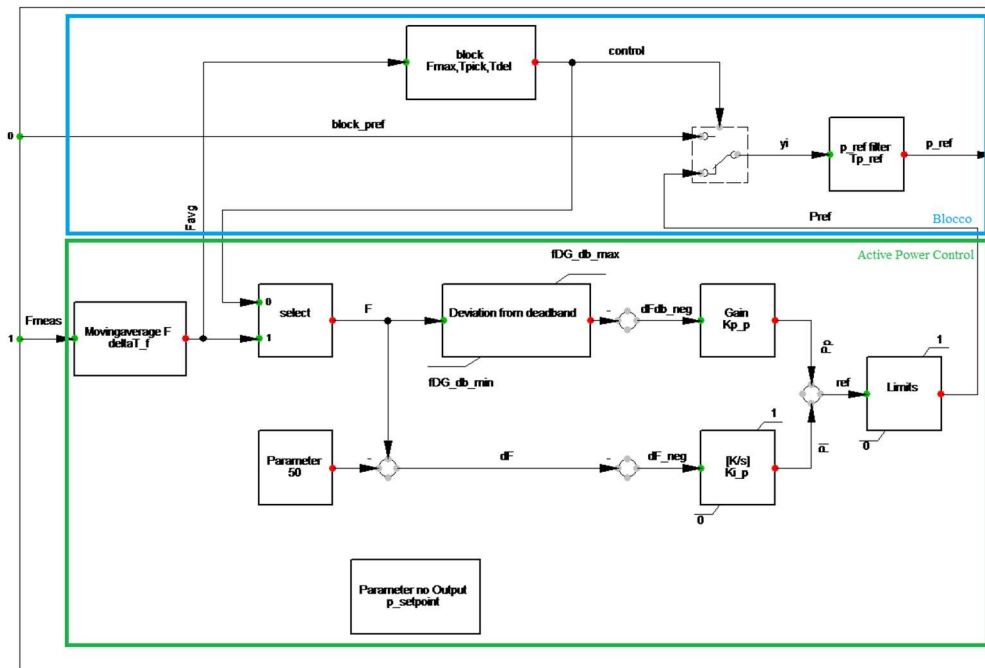 block
Fmax,Tpick,Tdel
control
0
block_pref
yi
p_ref filter
Tp_ref
p_ref
Favg
Pref
Blocco
Active Power Control
fDG_db_max
Fmeas
1
Movingaverage F
deltaT_f
0
select
1
F
Deviation from deadband
-
dFdb_neg
Gain
Kp_p
p_p
fDG_db_min
ref
1
Limits
0
Parameter
50
-
dF
-
dF_neg
1
[K/s]
Ki_p
0
p_i
Parameter no Output
p_setpoint